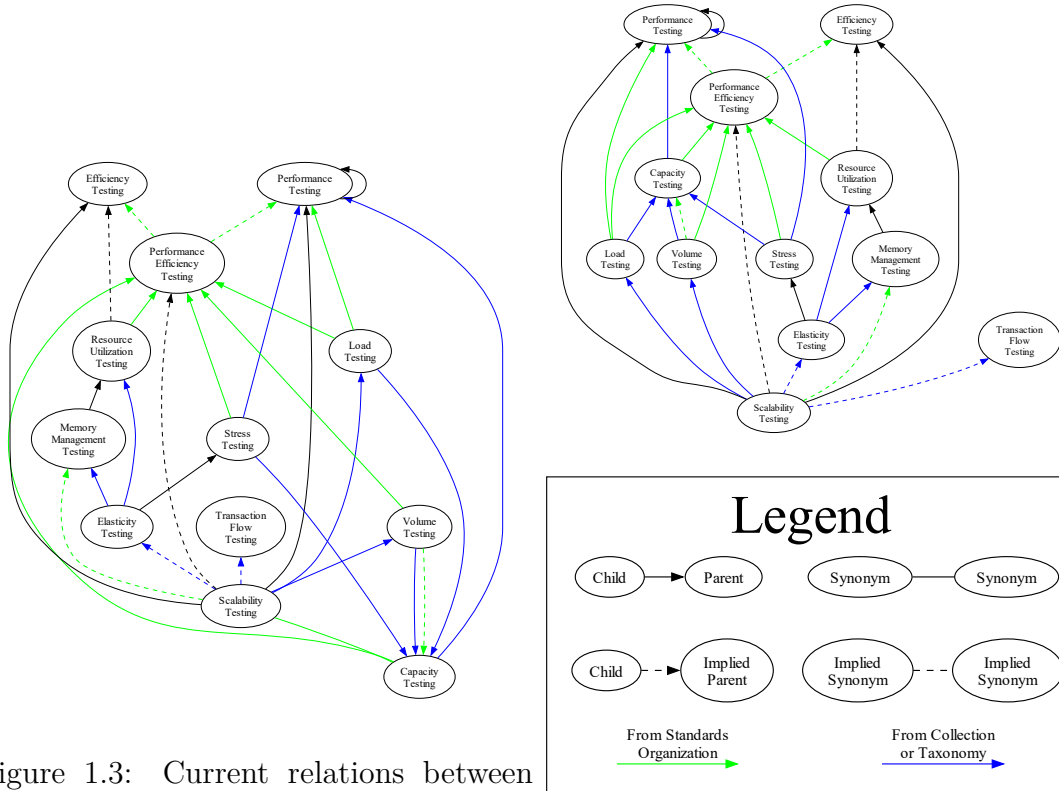 Efficiency
Testing
Performance
Testing
Performance
Efficiency
Testing
Resource
Utilization
Testing
Load
Testing
Memory
Management
Testing
Stress
Testing
Elasticity
Testing
Transaction
Flow
Testing
Volume
Testing
Scalability
Testing
Capacity
Testing
igure 1.3: Current relations between
Performance
Testing
Efficiency
Testing
Performance
Efficiency
Testing
Capacity
Testing
Resource
Utilization
Testing
Load
Testing
Volume
Testing
Stress
Testing
Memory
Management
Testing
Elasticity
Testing
Transaction
Flow
Testing
Scalability
Testing
Legend
Child
Parent
Synonym
Synonym
Child
Implied
Parent
Implied
Synonym
Implied
Synonym
From Standards
Organization
From Collection
or Taxonomy